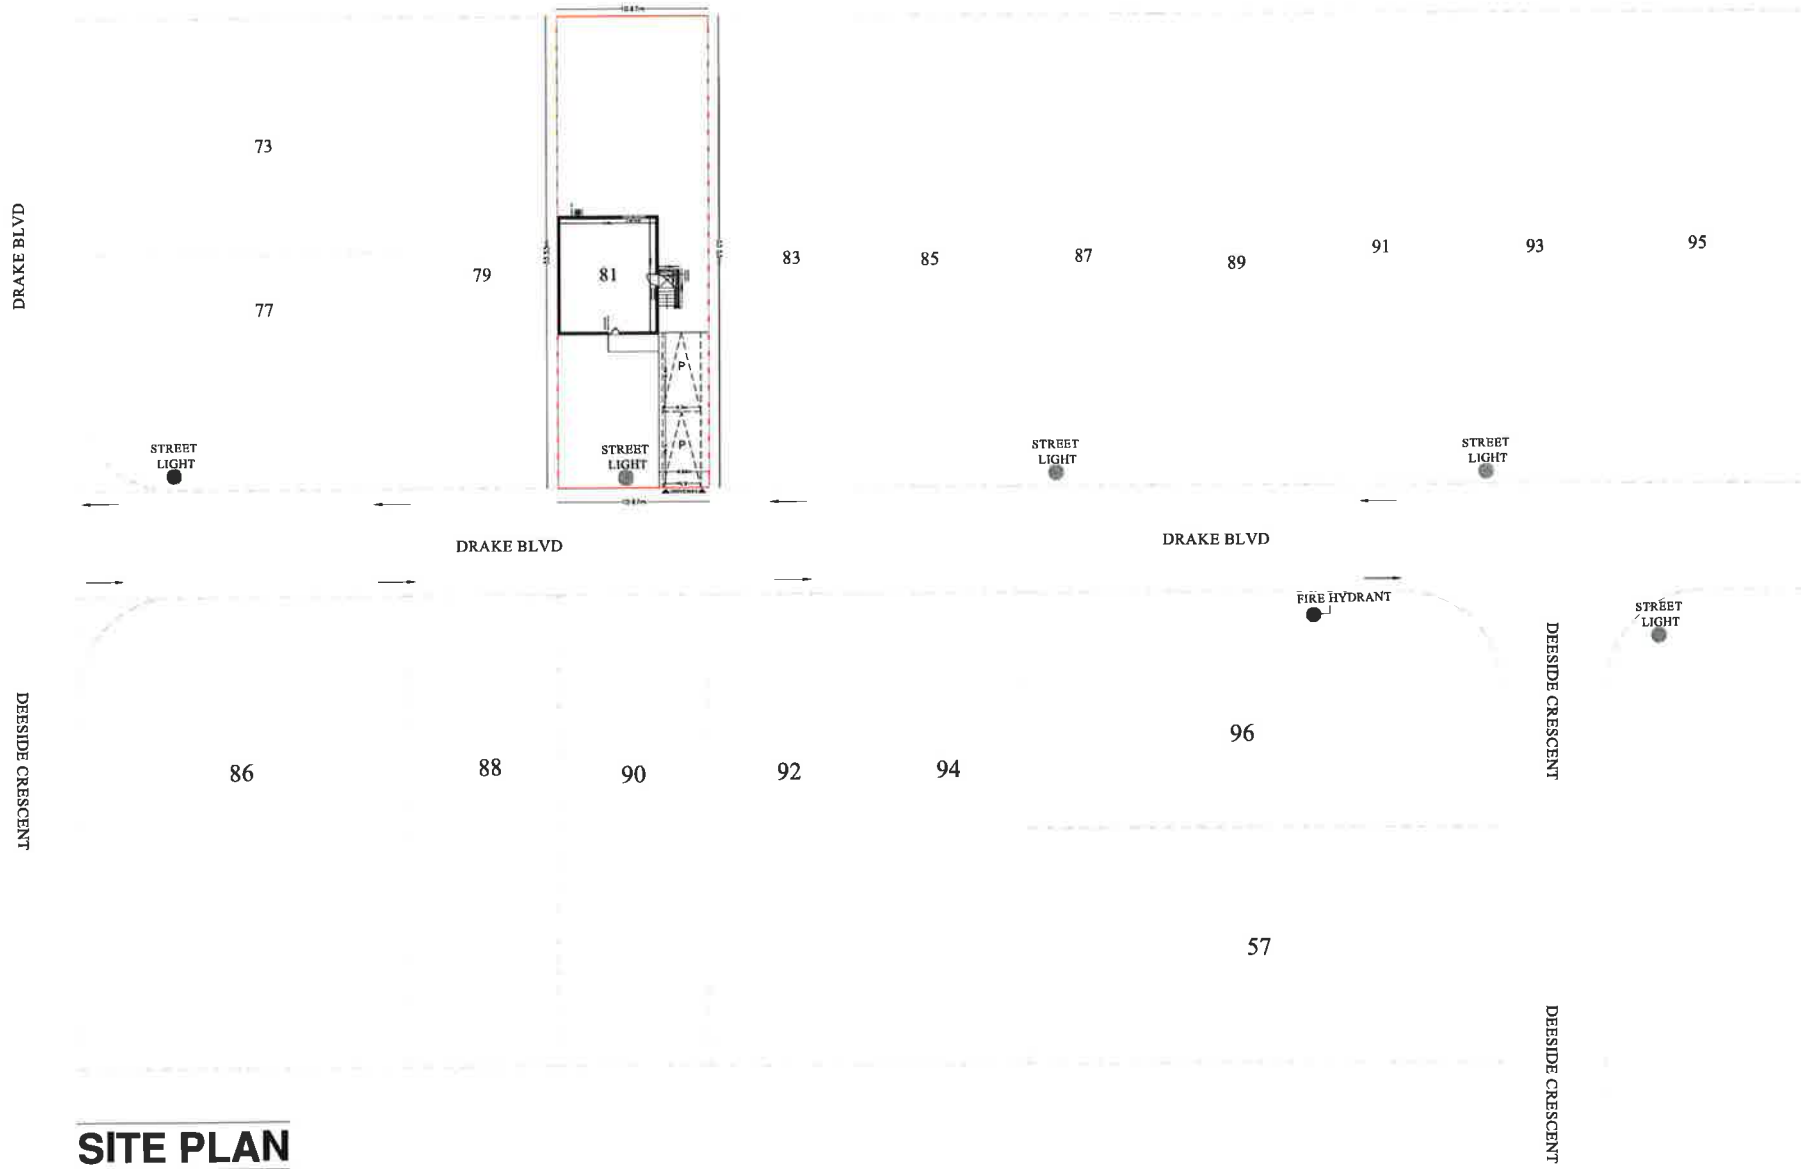 73
DRAKE BLVD
77
79
81
83
85
87
89
91
93
95
P
P
STREET
LIGHT
STREET
LIGHT
STREET
LIGHT
STREET
LIGHT
DRAKE BLVD
DRAKE BLVD
FIRE HYDRANT
STREET
LIGHT
DEESIDE CRESCENT
DEESIDE CRESCENT
86
88
90
92
94
96
57
DEESIDE CRESCENT
SITE PLAN